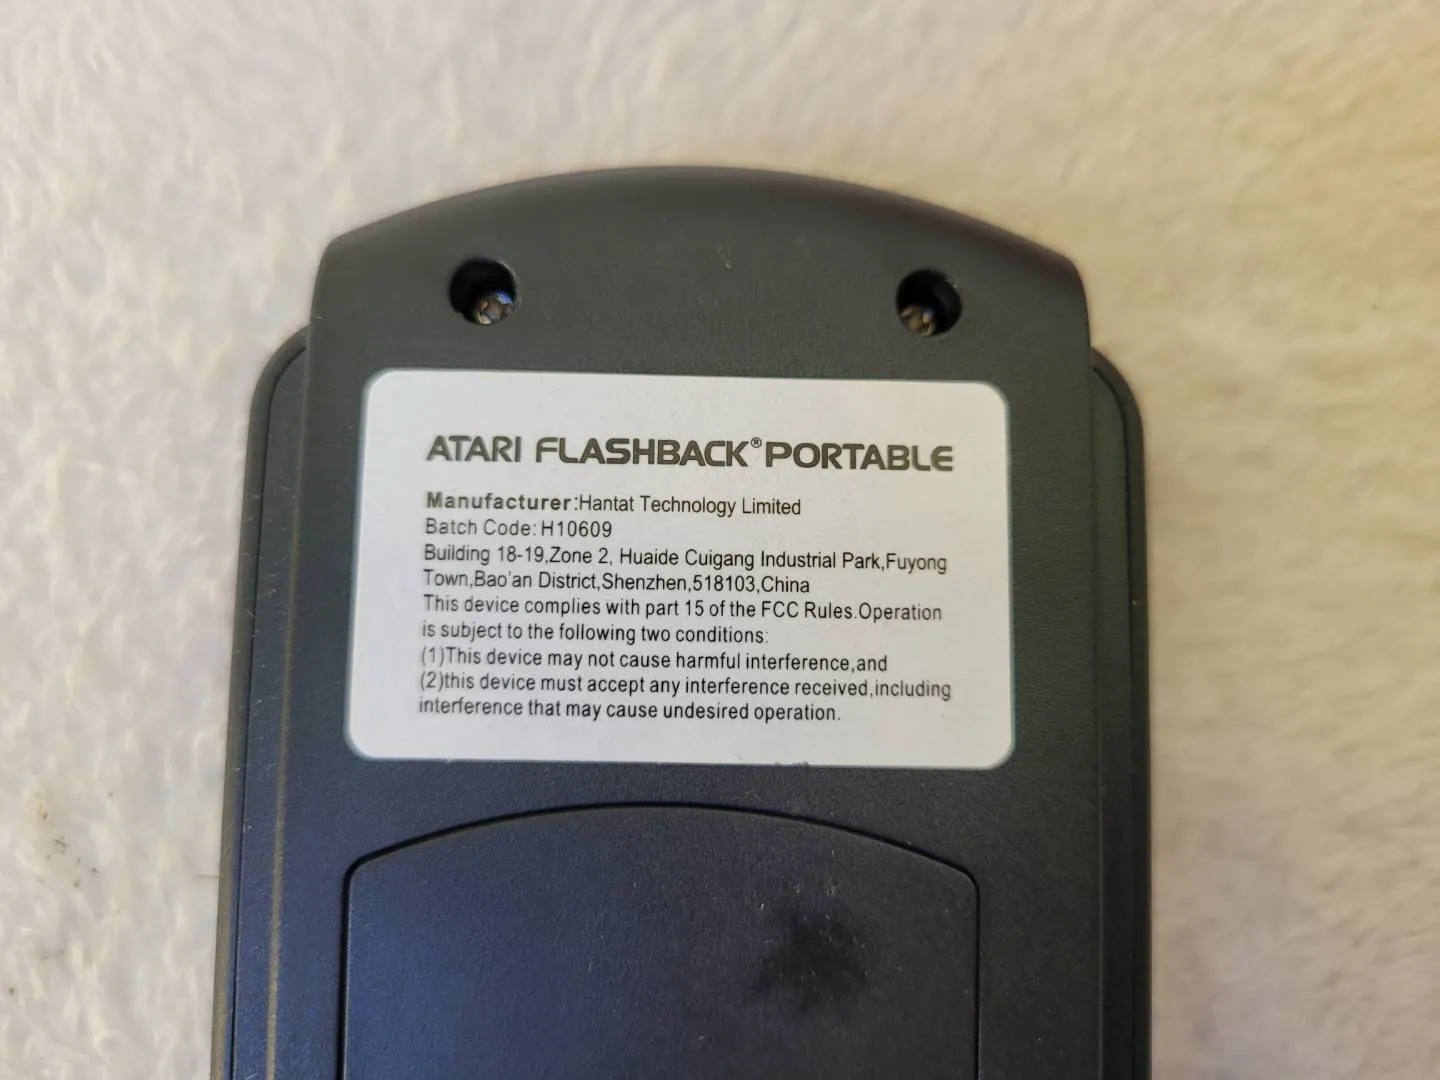 ATARI FLASHBACK® PORTABLE
Manufacturer:Hantat Technology Limited
Batch Code: H10609
Building 18-19,Zone 2, Huaide Cuigang Industrial Park,Fuyong
Town,Bao'an District,Shenzhen,518103,China
This device complies with part 15 of the FCC Rules.Operation
is subject to the following two conditions:
(1)This device may not cause harmful interference,and
(2)this device must accept any interference received,including
interference that may cause undesired operation.